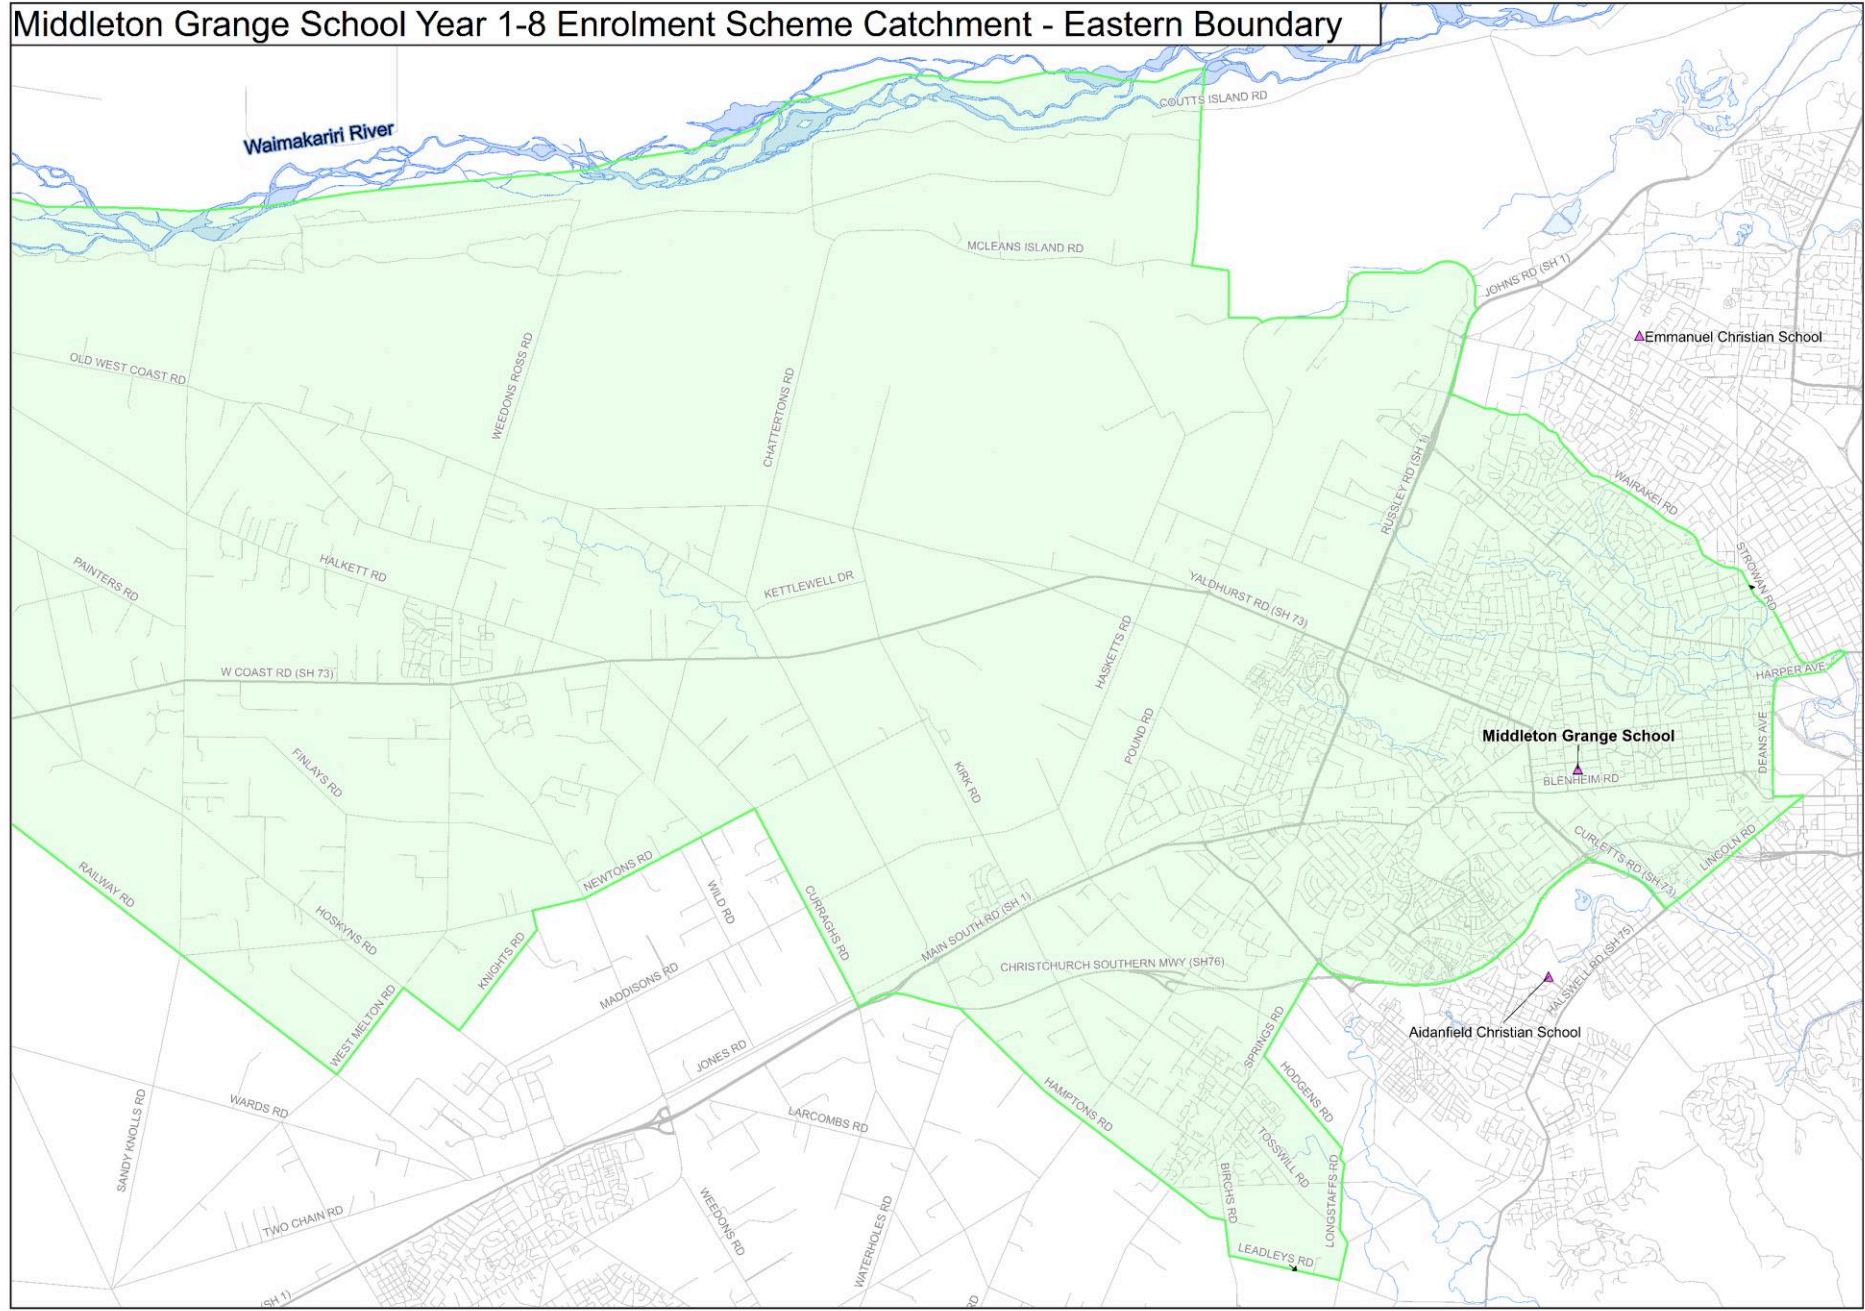 Middleton Grange School Year 1-8 Enrolment Scheme Catchment - Eastern Boundary
COUTTS ISLAND RD
Waimakariri River
MCLEANS ISLAND RD
JOHNS RD (SH 1)
Emmanuel Christian School
OLD WEST COAST RD
WEEDONS ROSS RD
CHATTERTONS RD
RUSSLEY RD (SH 1)
WAIRAKEI RD
STROWAN RD
PAINTERS RD
HALKETT RD
KETTLEWELL DR
YALDHURST RD (SH 73)
HASKETTS RD
W COAST RD (SH 73)
HARPER AVE
POUND RD
Middleton Grange School
DEANS AVE
FINLAYS RD
KIRK RD
BLENHEIM RD
CURLETTS RD (SH 73)
LINCOLN RD
RAILWAY RD
NEWTONS RD
WILD RD
HOSKYNS RD
CURRAGHS RD
MAIN SOUTH RD (SH 1)
KNIGHTS RD
MADDISONS RD
CHRISTCHURCH SOUTHERN MWY (SH76)
HALSWELL RD (SH 75)
WEST MELTON RD
Aidanfield Christian School
SPRINGS RD
JONES RD
HODGENS RD
HAMPTONS RD
WARDS RD
LARCOMBS RD
SANDY KNOLLS RD
TOSSWILL RD
BIRCHS RD
LONGSTAFFS RD
TWO CHAIN RD
WEEDONS RD
WATERHOLES RD
LEADLEYS RD
SH 1)
RD